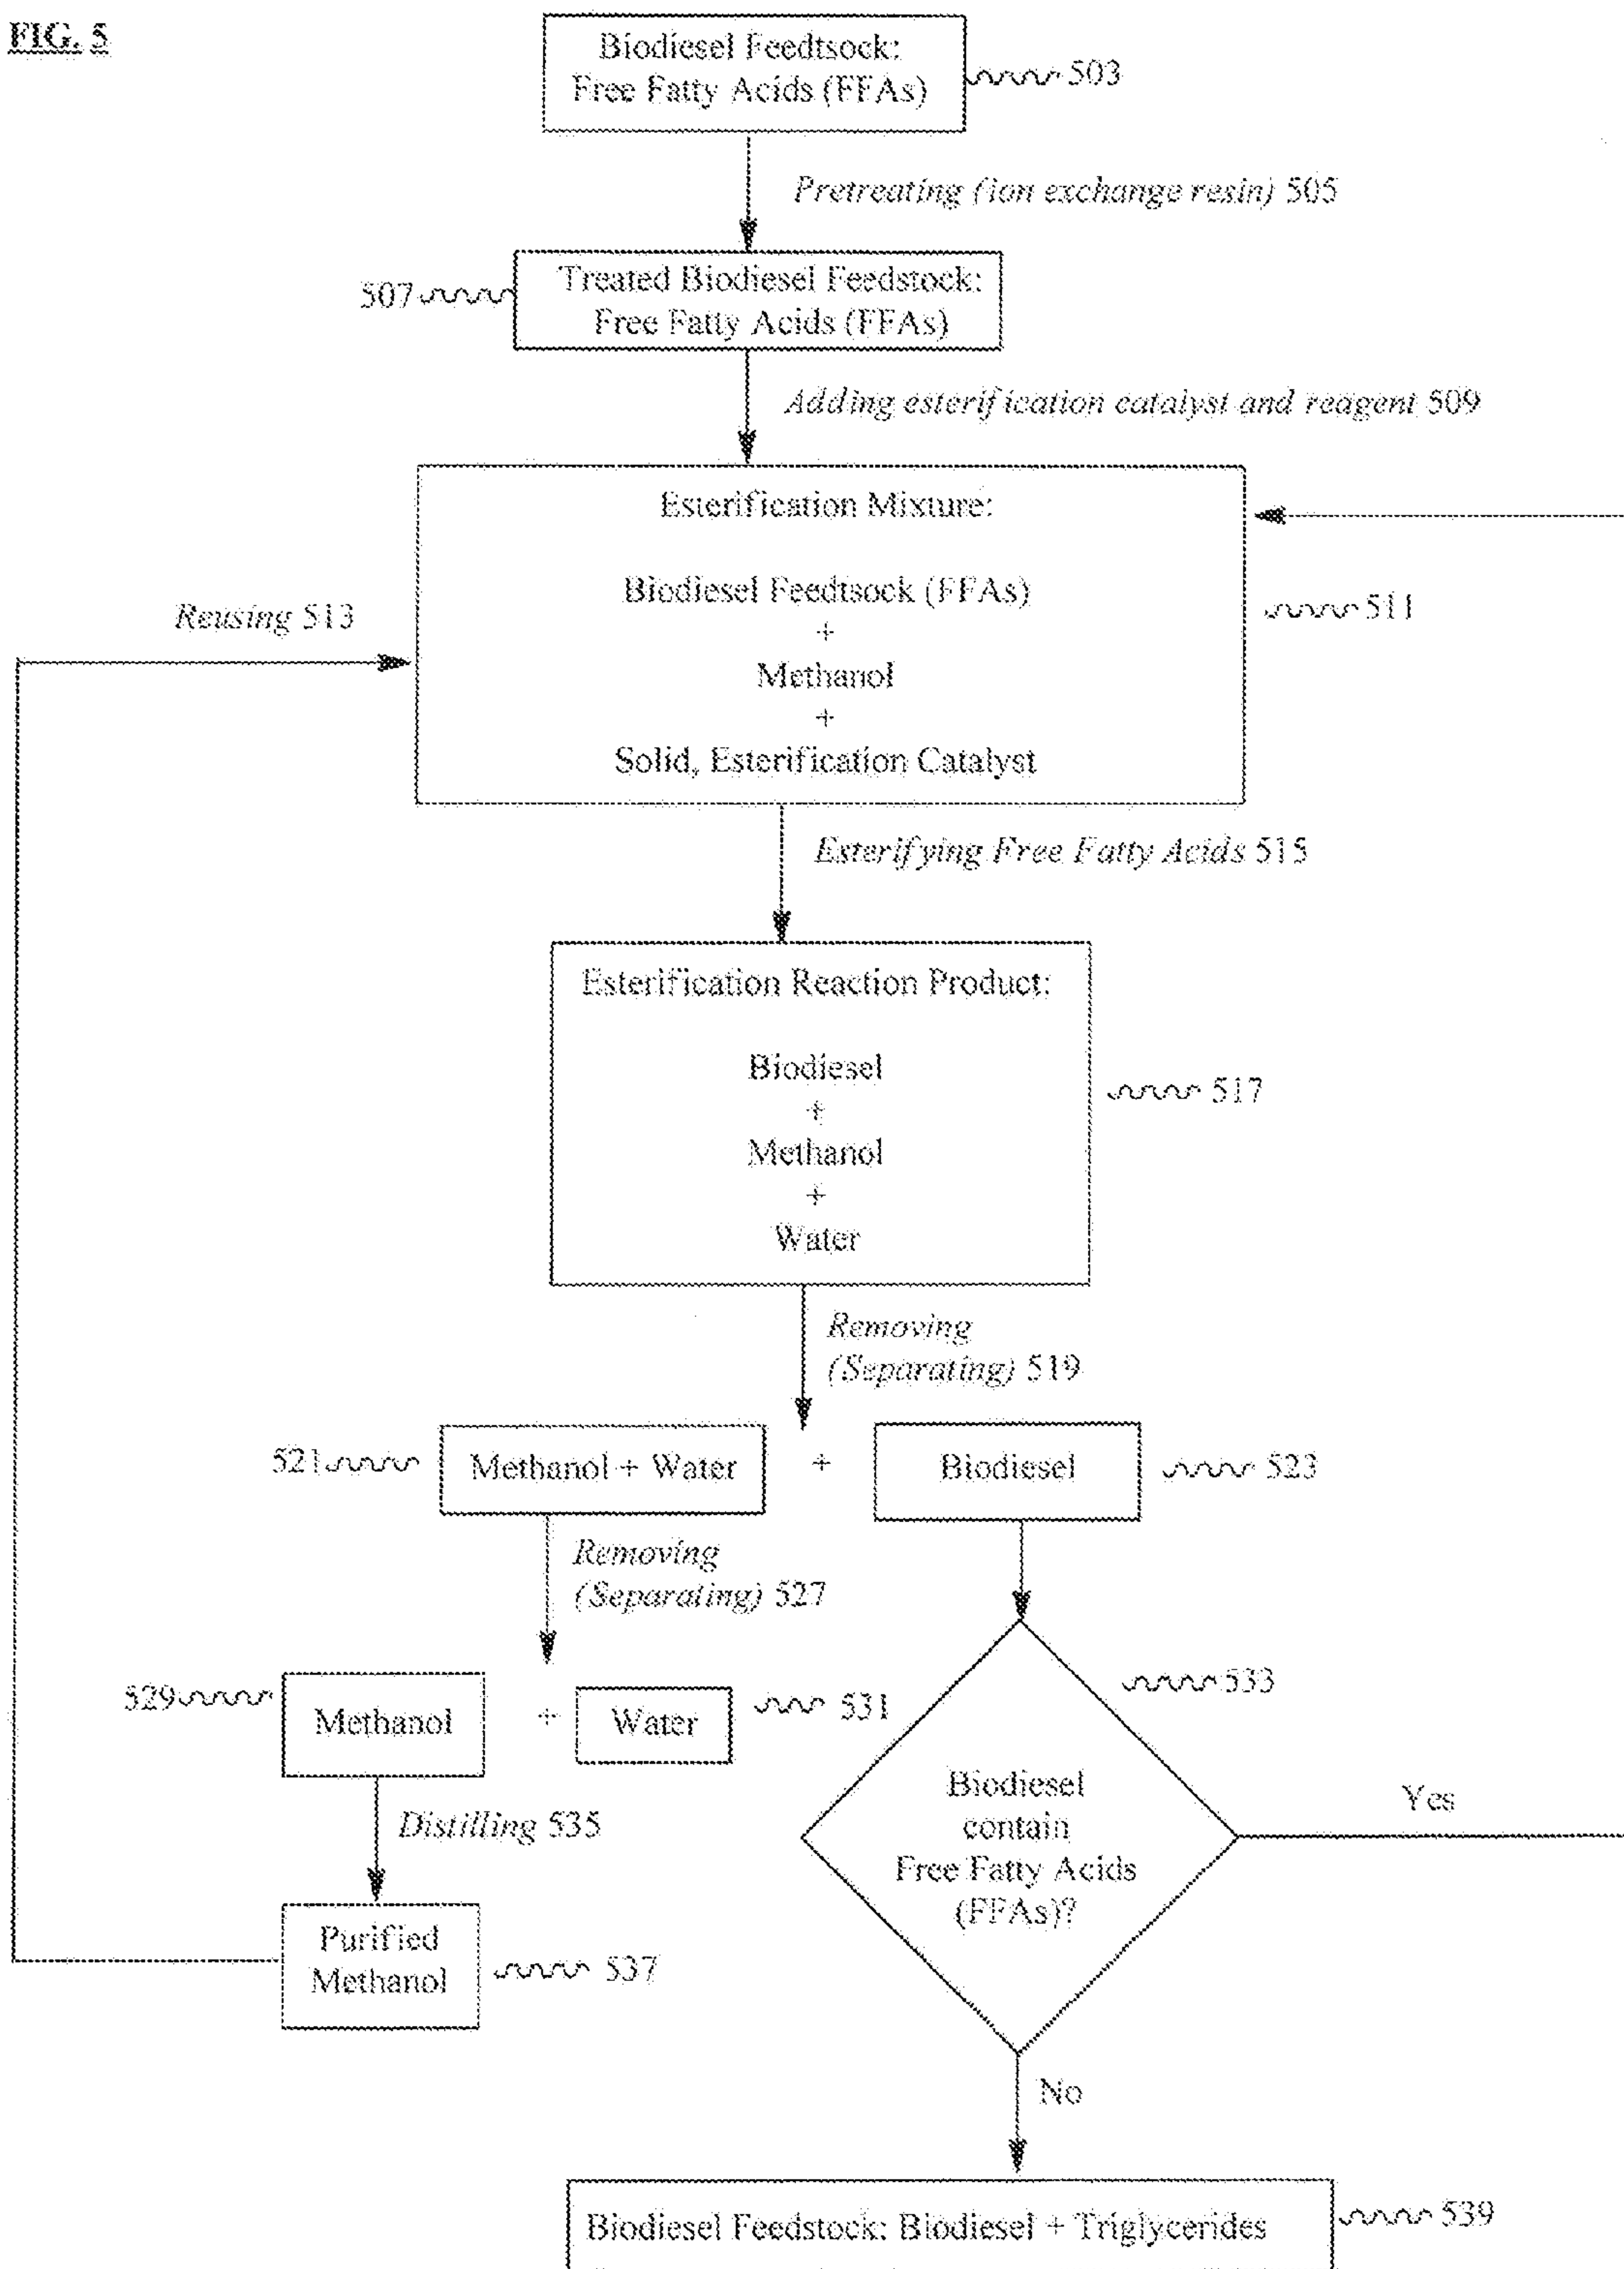 FIG. 5
Biodiesel Feedtsock:
Free Fatty Acids (FFAs)
503
Pretreating (ion exchange resin) 505
507
Treated Biodiesel Feedstock:
Free Fatty Acids (FFAs)
Adding esterification catalyst and reagent 509
Esterification Mixture:
Biodiesel Feedtsock (FFAs)
+
Methanol
+
Solid, Esterification Catalyst
511
Reusing 513
Esterifying Free Fatty Acids 515
Esterification Reaction Product:
Biodiesel
+
Methanol
+
Water
517
Removing
(Separating) 519
521
Methanol + Water
+
Biodiesel
523
Removing
(Separating) 527
529
Methanol
+
Water
531
533
Biodiesel
contain
Free Fatty Acids
(FFAs)?
Yes
Distilling 535
Purified
Methanol
537
No
Biodiesel Feedstock: Biodiesel + Triglycerides
539